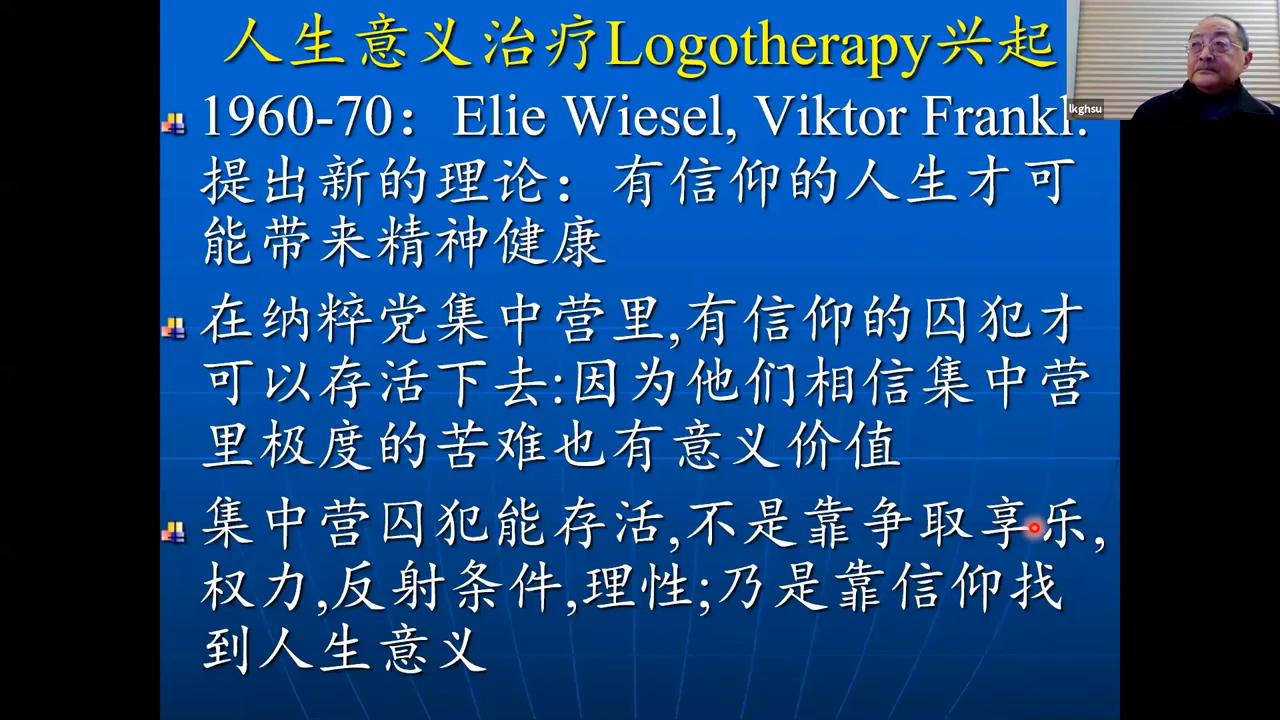 人生意义治疗Logotherapy兴起
1960-70：Elie Wiesel, Viktor Frankl.
提出新的理论：有信仰的人生才可
能带来精神健康
在纳粹党集中营里,有信仰的囚犯才
可以存活下去:因为他们相信集中营
里极度的苦难也有意义价值
集中营囚犯能存活,不是靠争取享乐,
权力,反射条件,理性;乃是靠信仰找
到人生意义
lkghsu